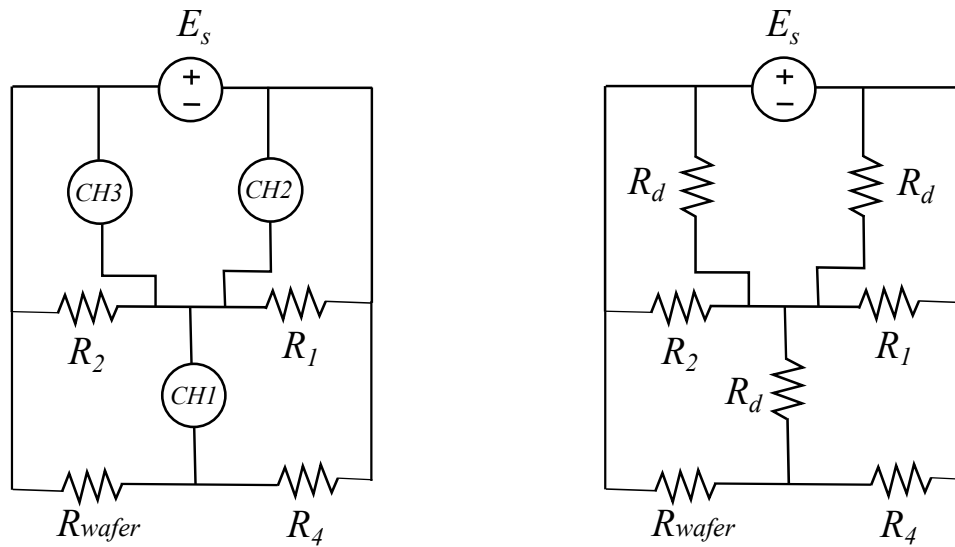 E_s
+
−
CH3
CH2
R_2
R_1
CH1
R_wafer
R_4
E_s
+
−
R_d
R_d
R_2
R_1
R_d
R_wafer
R_4